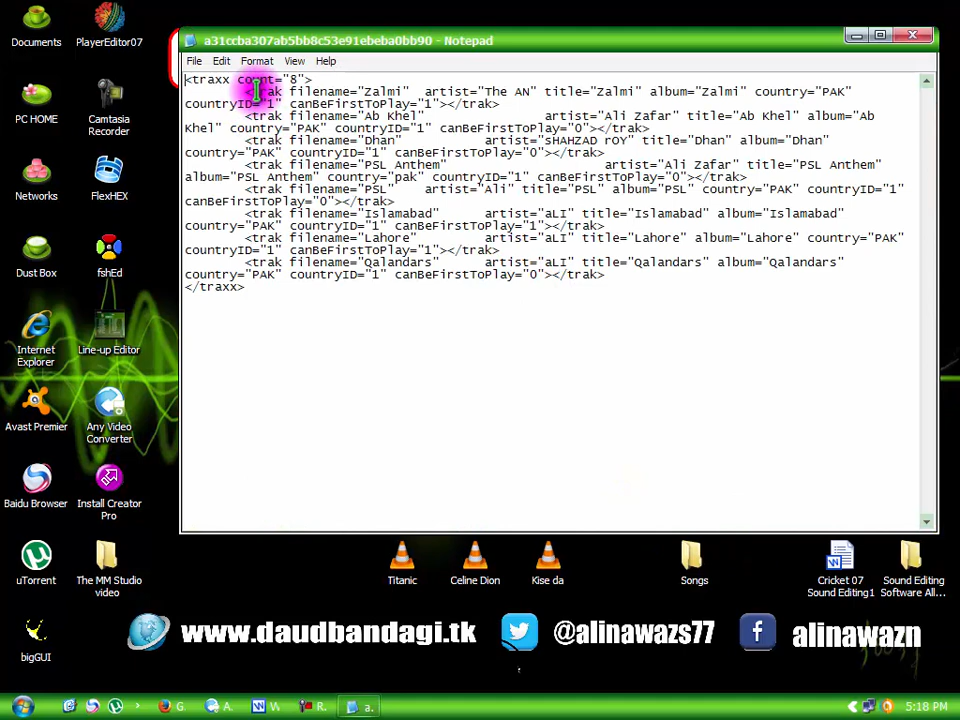 a31ccba307ab5bb8c53e91ebeba0bb90 - Notepad
File Edit Format View Help
<traxx count="8">
<trak filename="Zalmi" artist="The AN" title="Zalmi" album="Zalmi" country="PAK"
countryID="1" canBeFirstToPlay="1"></trak>
<trak filename="Ab Khel" artist="Ali Zafar" title="Ab Khel" album="Ab
Khel" country="PAK" countryID="1" canBeFirstToPlay="0"></trak>
<trak filename="Dhan" artist="SHAHZAD rOY" title="Dhan" album="Dhan"
country="PAK" countryID="1" canBeFirstToPlay="0"></trak>
<trak filename="PSL Anthem" artist="Ali Zafar" title="PSL Anthem"
album="PSL Anthem" country="pak" countryID="1" canBeFirstToPlay="0"></trak>
<trak filename="PSL" artist="Ali" title="PSL" album="PSL" country="PAK" countryID="1"
canBeFirstToPlay="0"></trak>
<trak filename="Islamabad" artist="aLI" title="Islamabad" album="Islamabad"
country="PAK" countryID="1" canBeFirstToPlay="1"></trak>
<trak filename="Lahore" artist="aLI" title="Lahore" album="Lahore" country="PAK"
countryID="1" canBeFirstToPlay="1"></trak>
<trak filename="Qalandars" artist="aLI" title="Qalandars" album="Qalandars"
country="PAK" countryID="1" canBeFirstToPlay="0"></trak>
</traxx>
Documents
PlayerEditor07
PC HOME
Camtasia
Recorder
Networks
FlexHEX
Dust Box
fshEd
Internet
Explorer
Line-up Editor
Avast Premier
Any Video
Converter
Baidu Browser
Install Creator
Pro
uTorrent
The MM Studio
video
Titanic
Celine Dion
Kise da
Songs
Cricket 07
Sound Editing1
Sound Editing
Software All...
bigGUI
www.daudbandagi.tk
@alinawazs77
alinawazn
G
A.
W
R.
a.
5:18 PM